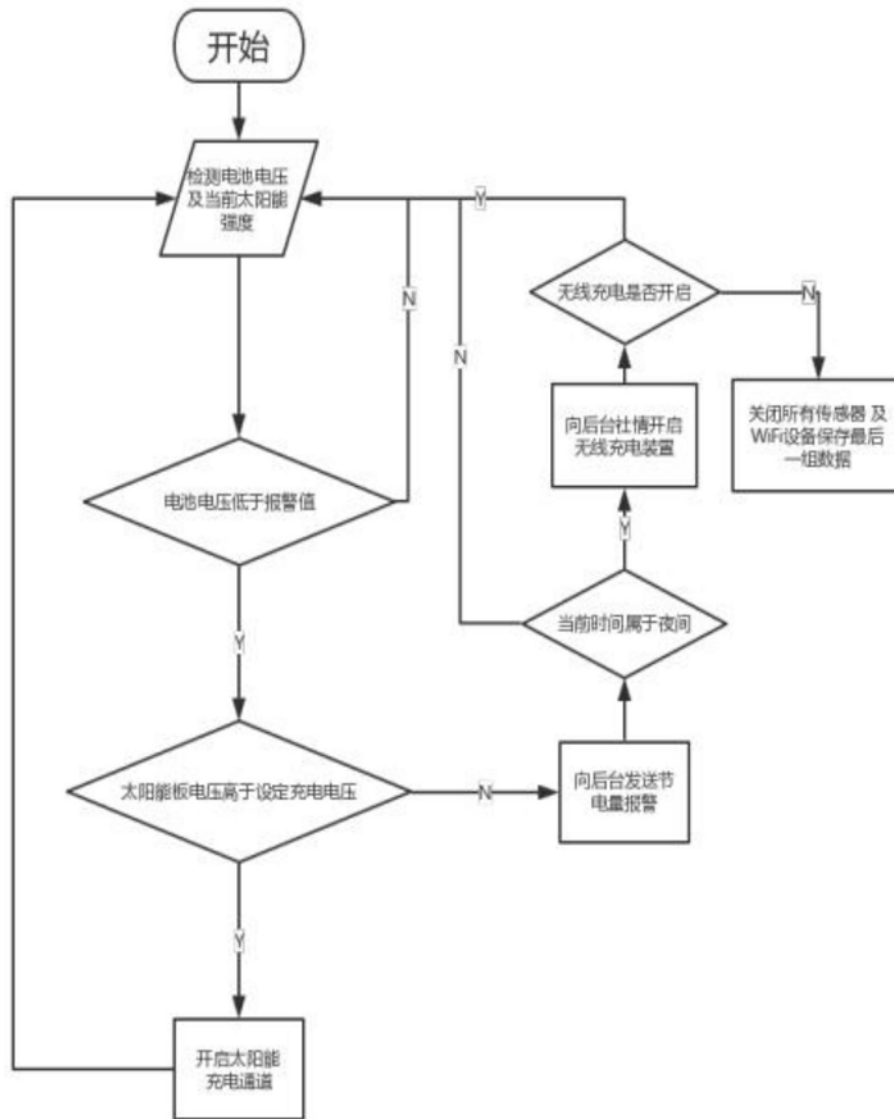 开始
检测电池电压
及当前太阳能
强度
Y
无线充电是否开启
N
N
N
向后台社情开启
无线充电装置
关闭所有传感器 及
WiFi设备保存最后
一组数据
电池电压低于报警值
Y
当前时间属于夜间
Y
太阳能板电压高于设定充电电压
N
向后台发送节
电量报警
Y
开启太阳能
充电通道